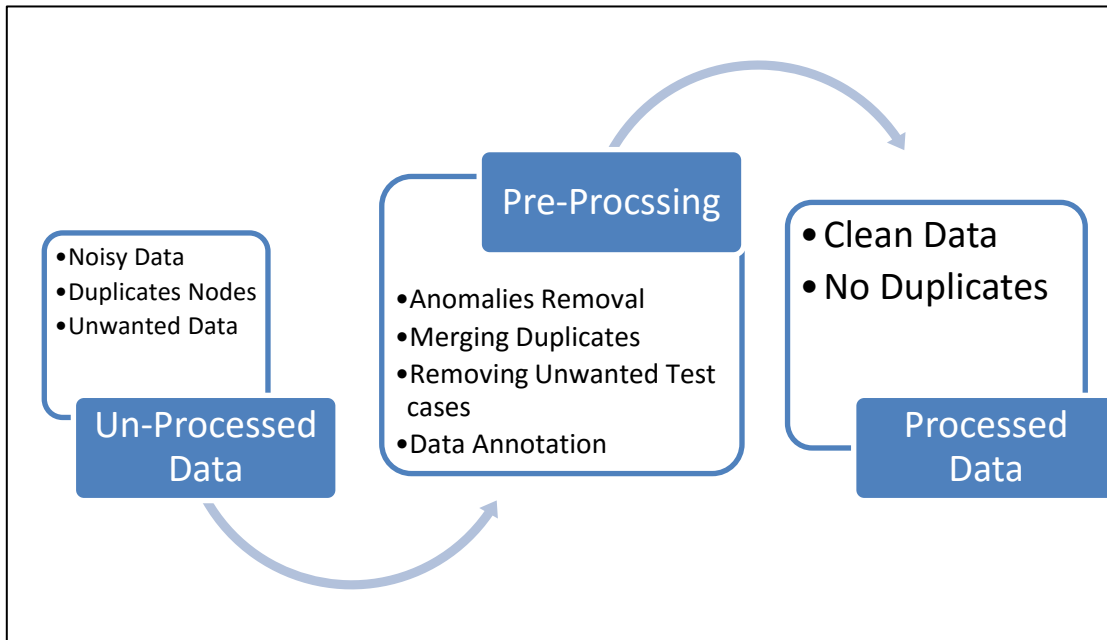 •Noisy Data
•Duplicates Nodes
•Unwanted Data
Un-Processed
Data
Pre-Procssing
•Anomalies Removal
•Merging Duplicates
•Removing Unwanted Test
cases
•Data Annotation
•Clean Data
•No Duplicates
Processed
Data